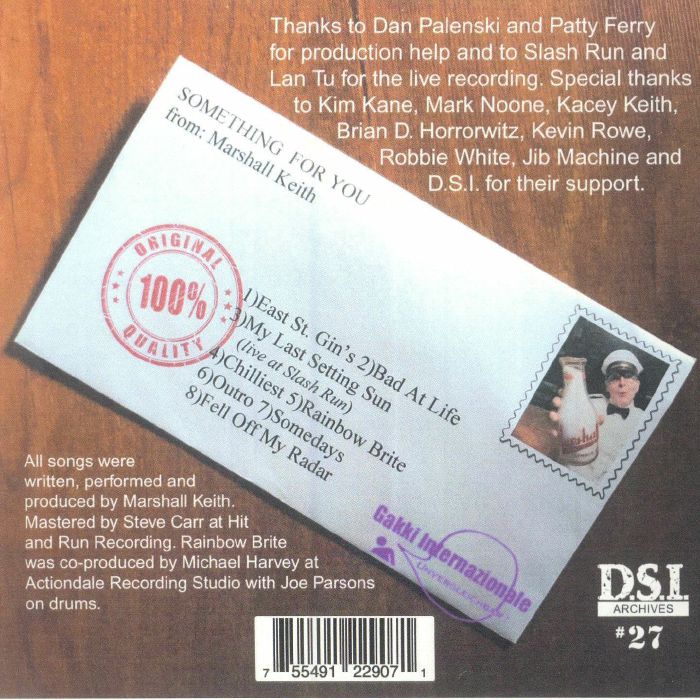 Thanks to Dan Palenski and Patty Ferry
for production help and to Slash Run and
Lan Tu for the live recording. Special thanks
to Kim Kane, Mark Noone, Kacey Keith,
Brian D. Horrorwitz, Kevin Rowe,
Robbie White, Jib Machine and
D.S.I. for their support.
SOMETHING FOR YOU
from: Marshall Keith
ORIGINAL
100%
QUALITY
1)East St. Gin's 2)Bad At Life
3)My Last Setting Sun
(live at Slash Run)
4)Chilliest 5)Rainbow Brite
6)Outro 7)Somedays
8)Fell Off My Radar
Gakki Internazionale
All songs were
written, performed and
produced by Marshall Keith.
Mastered by Steve Carr at Hit
and Run Recording. Rainbow Brite
was co-produced by Michael Harvey at
Actiondale Recording Studio with Joe Parsons
on drums.
D.S.I.
ARCHIVES
#27
7 55491 22907 1